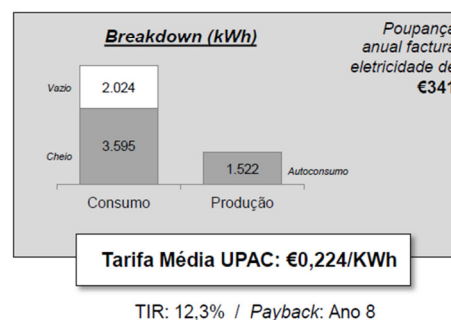 Breakdown (kWh)
Poupança
anual factura
eletricidade de
€341
Vazio
2.024
Cheio
3.595
1.522
Autoconsumo
Consumo
Produção
Tarifa Média UPAC: €0,224/KWh
TIR: 12,3% / Payback: Ano 8